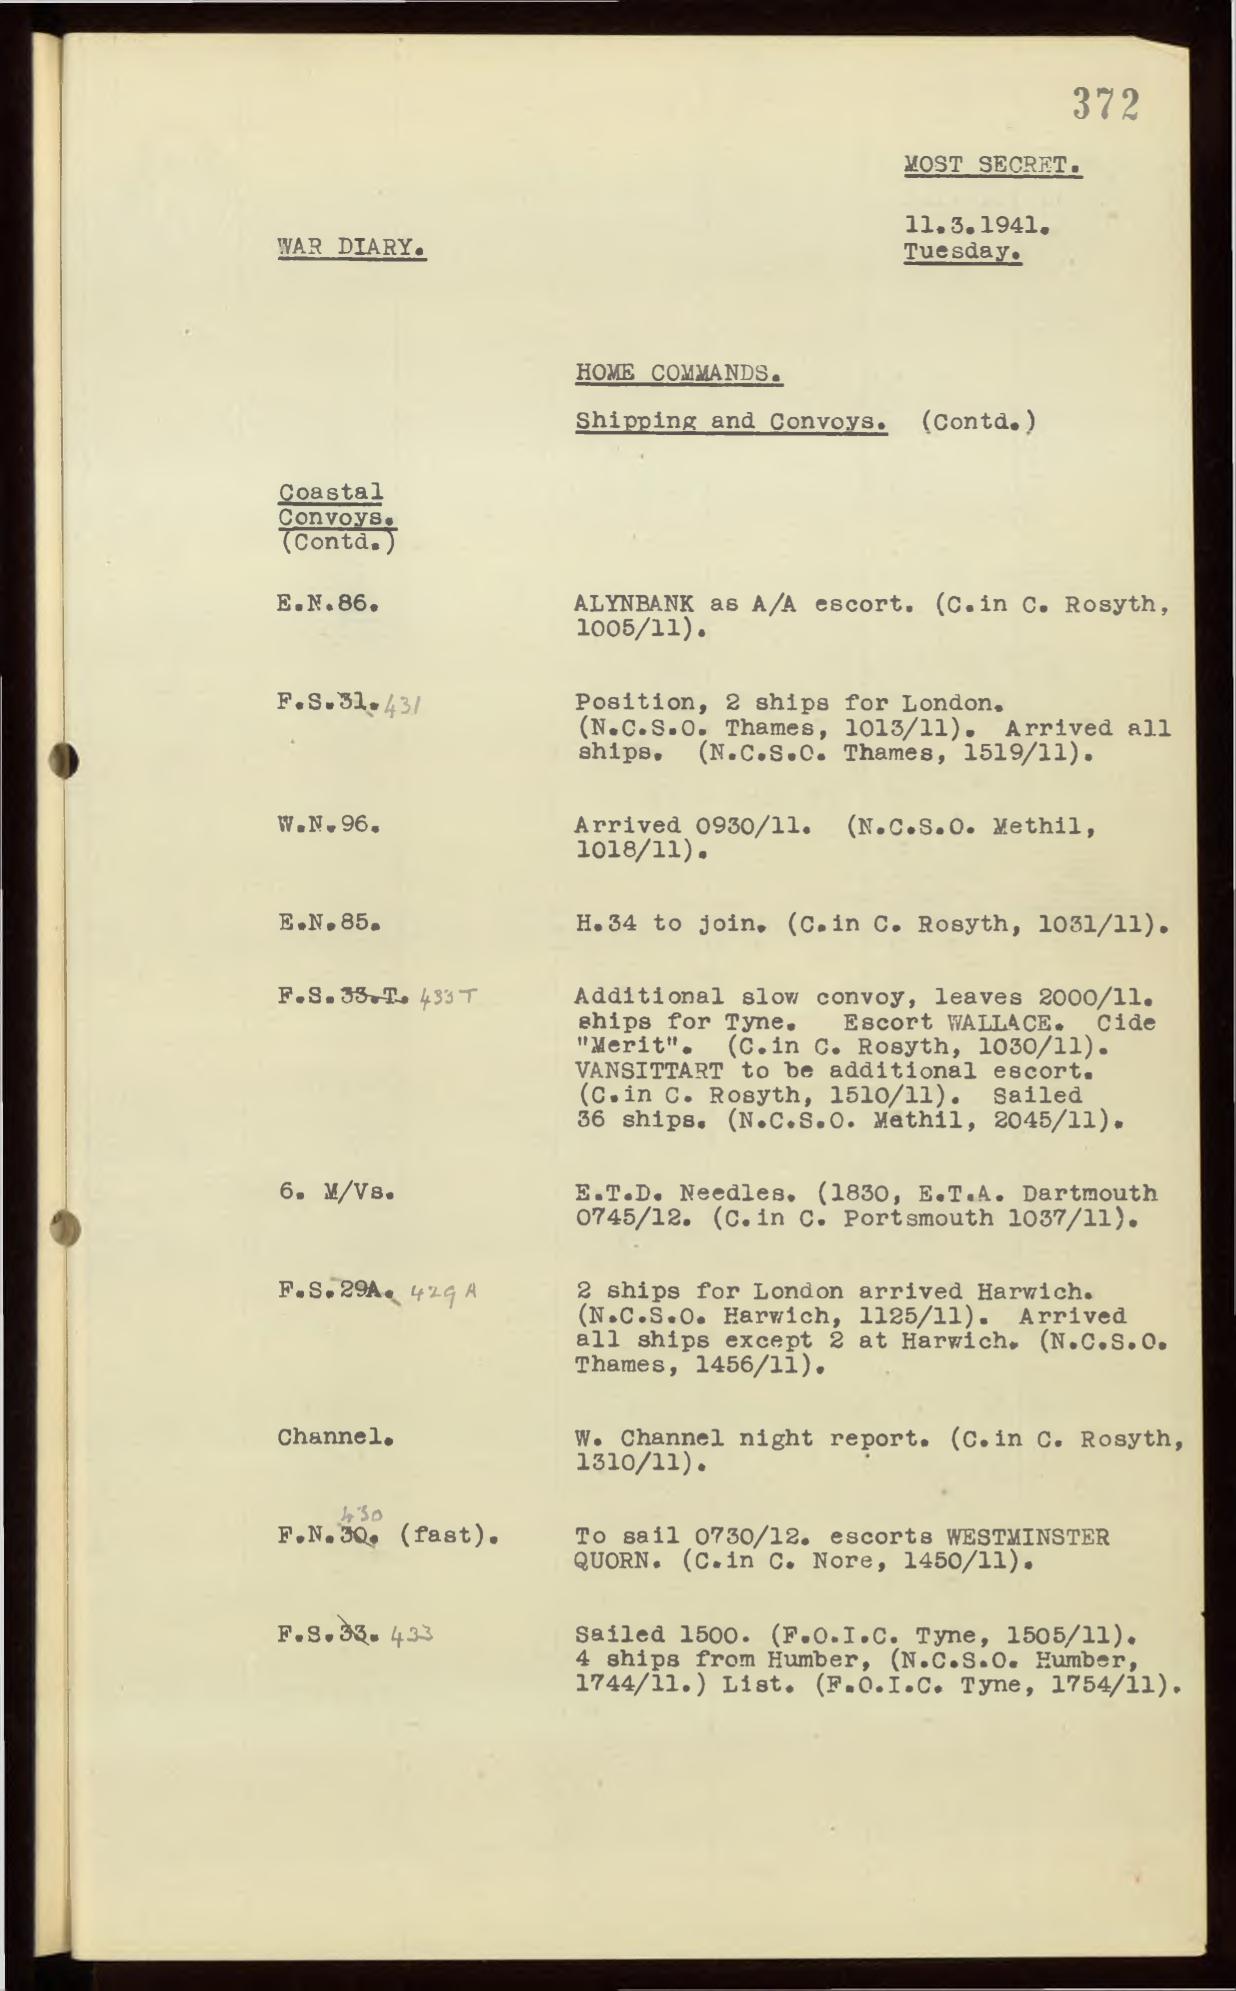 372
MOST SECRET.
11.3.1941.
WAR DIARY.
Tuesday.
HOME COMMANDS.
Shipping and Convoys. (Contd.)
Coastal
Convoys.
(Contd.)
E.N.86. ALYNBANK as A/A escort. (C.in C. Rosyth,
1005/11).
F.S.31. 431 Position, 2 ships for London.
(N.C.S.O. Thames, 1013/11). Arrived all
ships. (N.C.S.O. Thames, 1519/11).
W.N.96. Arrived 0930/11. (N.C.S.O. Methil,
1018/11).
E.N.85. H.34 to join. (C.in C. Rosyth, 1031/11).
F.S.33.T. 433T Additional slow convoy, leaves 2000/11.
ships for Tyne. Escort WALLACE. Cide
"Merit". (C.in C. Rosyth, 1030/11).
VANSITTART to be additional escort.
(C.in C. Rosyth, 1510/11). Sailed
36 ships. (N.C.S.O. Methil, 2045/11).
6. M/Vs. E.T.D. Needles. (1830, E.T.A. Dartmouth
0745/12. (C.in C. Portsmouth 1037/11).
F.S.29A. 429A 2 ships for London arrived Harwich.
(N.C.S.O. Harwich, 1125/11). Arrived
all ships except 2 at Harwich. (N.C.S.O.
Thames, 1456/11).
Channel. W. Channel night report. (C.in C. Rosyth,
1310/11).
430
F.N.30. (fast). To sail 0730/12. escorts WESTMINSTER
QUORN. (C.in C. Nore, 1450/11).
F.S.33. 433 Sailed 1500. (F.O.I.C. Tyne, 1505/11).
4 ships from Humber, (N.C.S.O. Humber,
1744/11.) List. (F.O.I.C. Tyne, 1754/11).